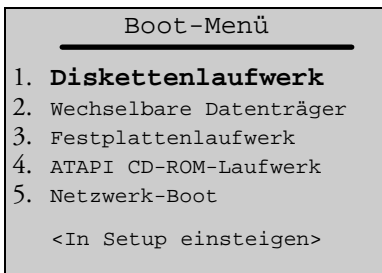 Boot-Menü
1. Diskettenlaufwerk
2. Wechselbare Datenträger
3. Festplattenlaufwerk
4. ATAPI CD-ROM-Laufwerk
5. Netzwerk-Boot
<In Setup einsteigen>